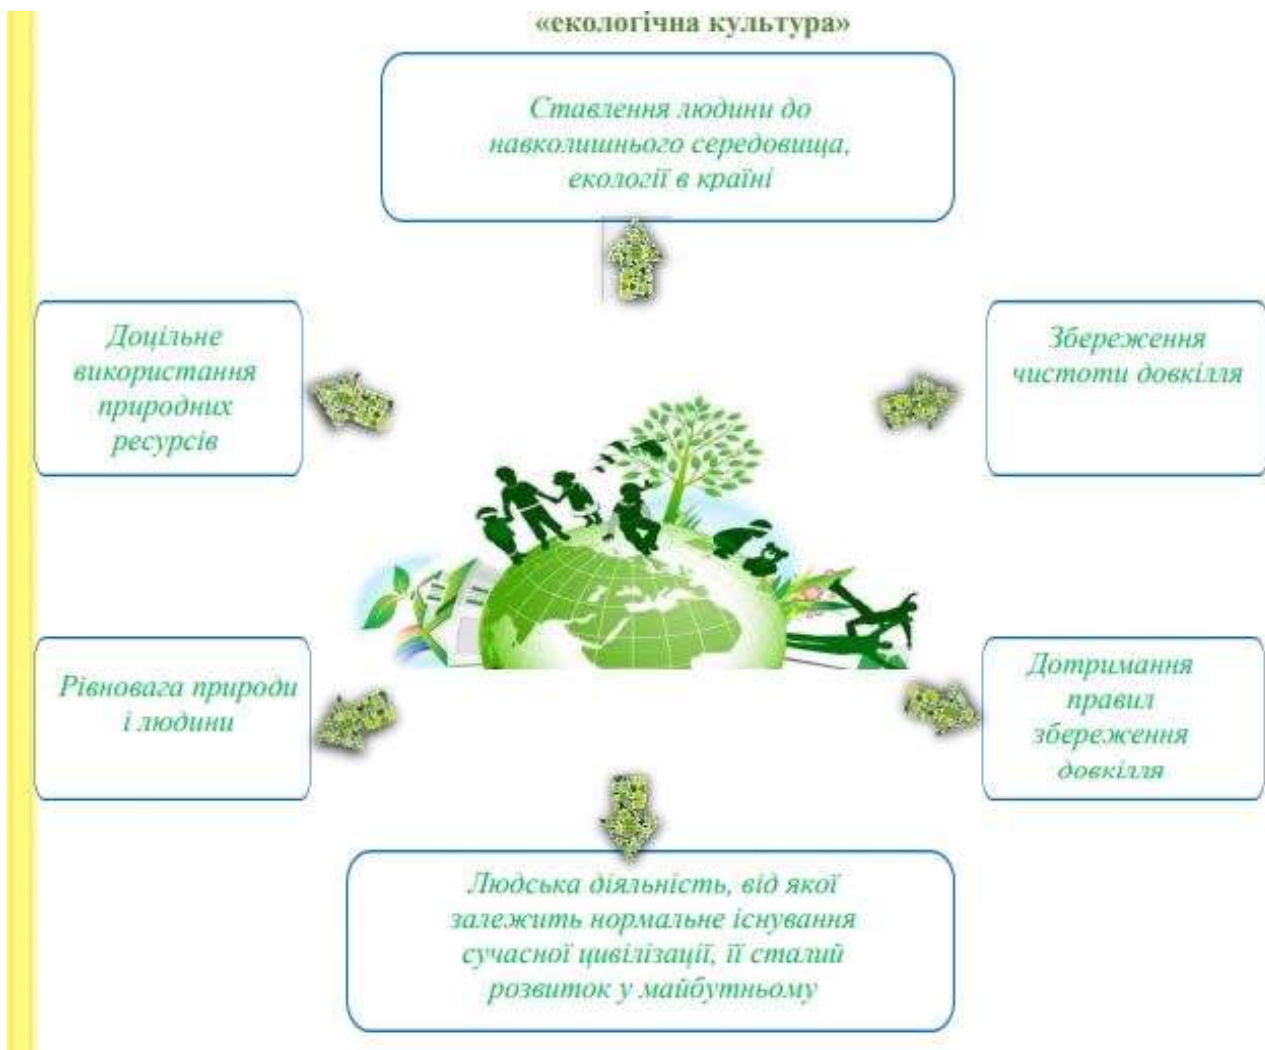 «екологічна культура»
Ставлення людини до
навколишнього середовища,
екології в країні
Доцільне
використання
природних
ресурсів
Збереження
чистоти довкілля
Рівновага природи
і людини
Дотримання
правил
збереження
довкілля
Людська діяльність, від якої
залежить нормальне існування
сучасної цивілізації, її сталий
розвиток у майбутньому